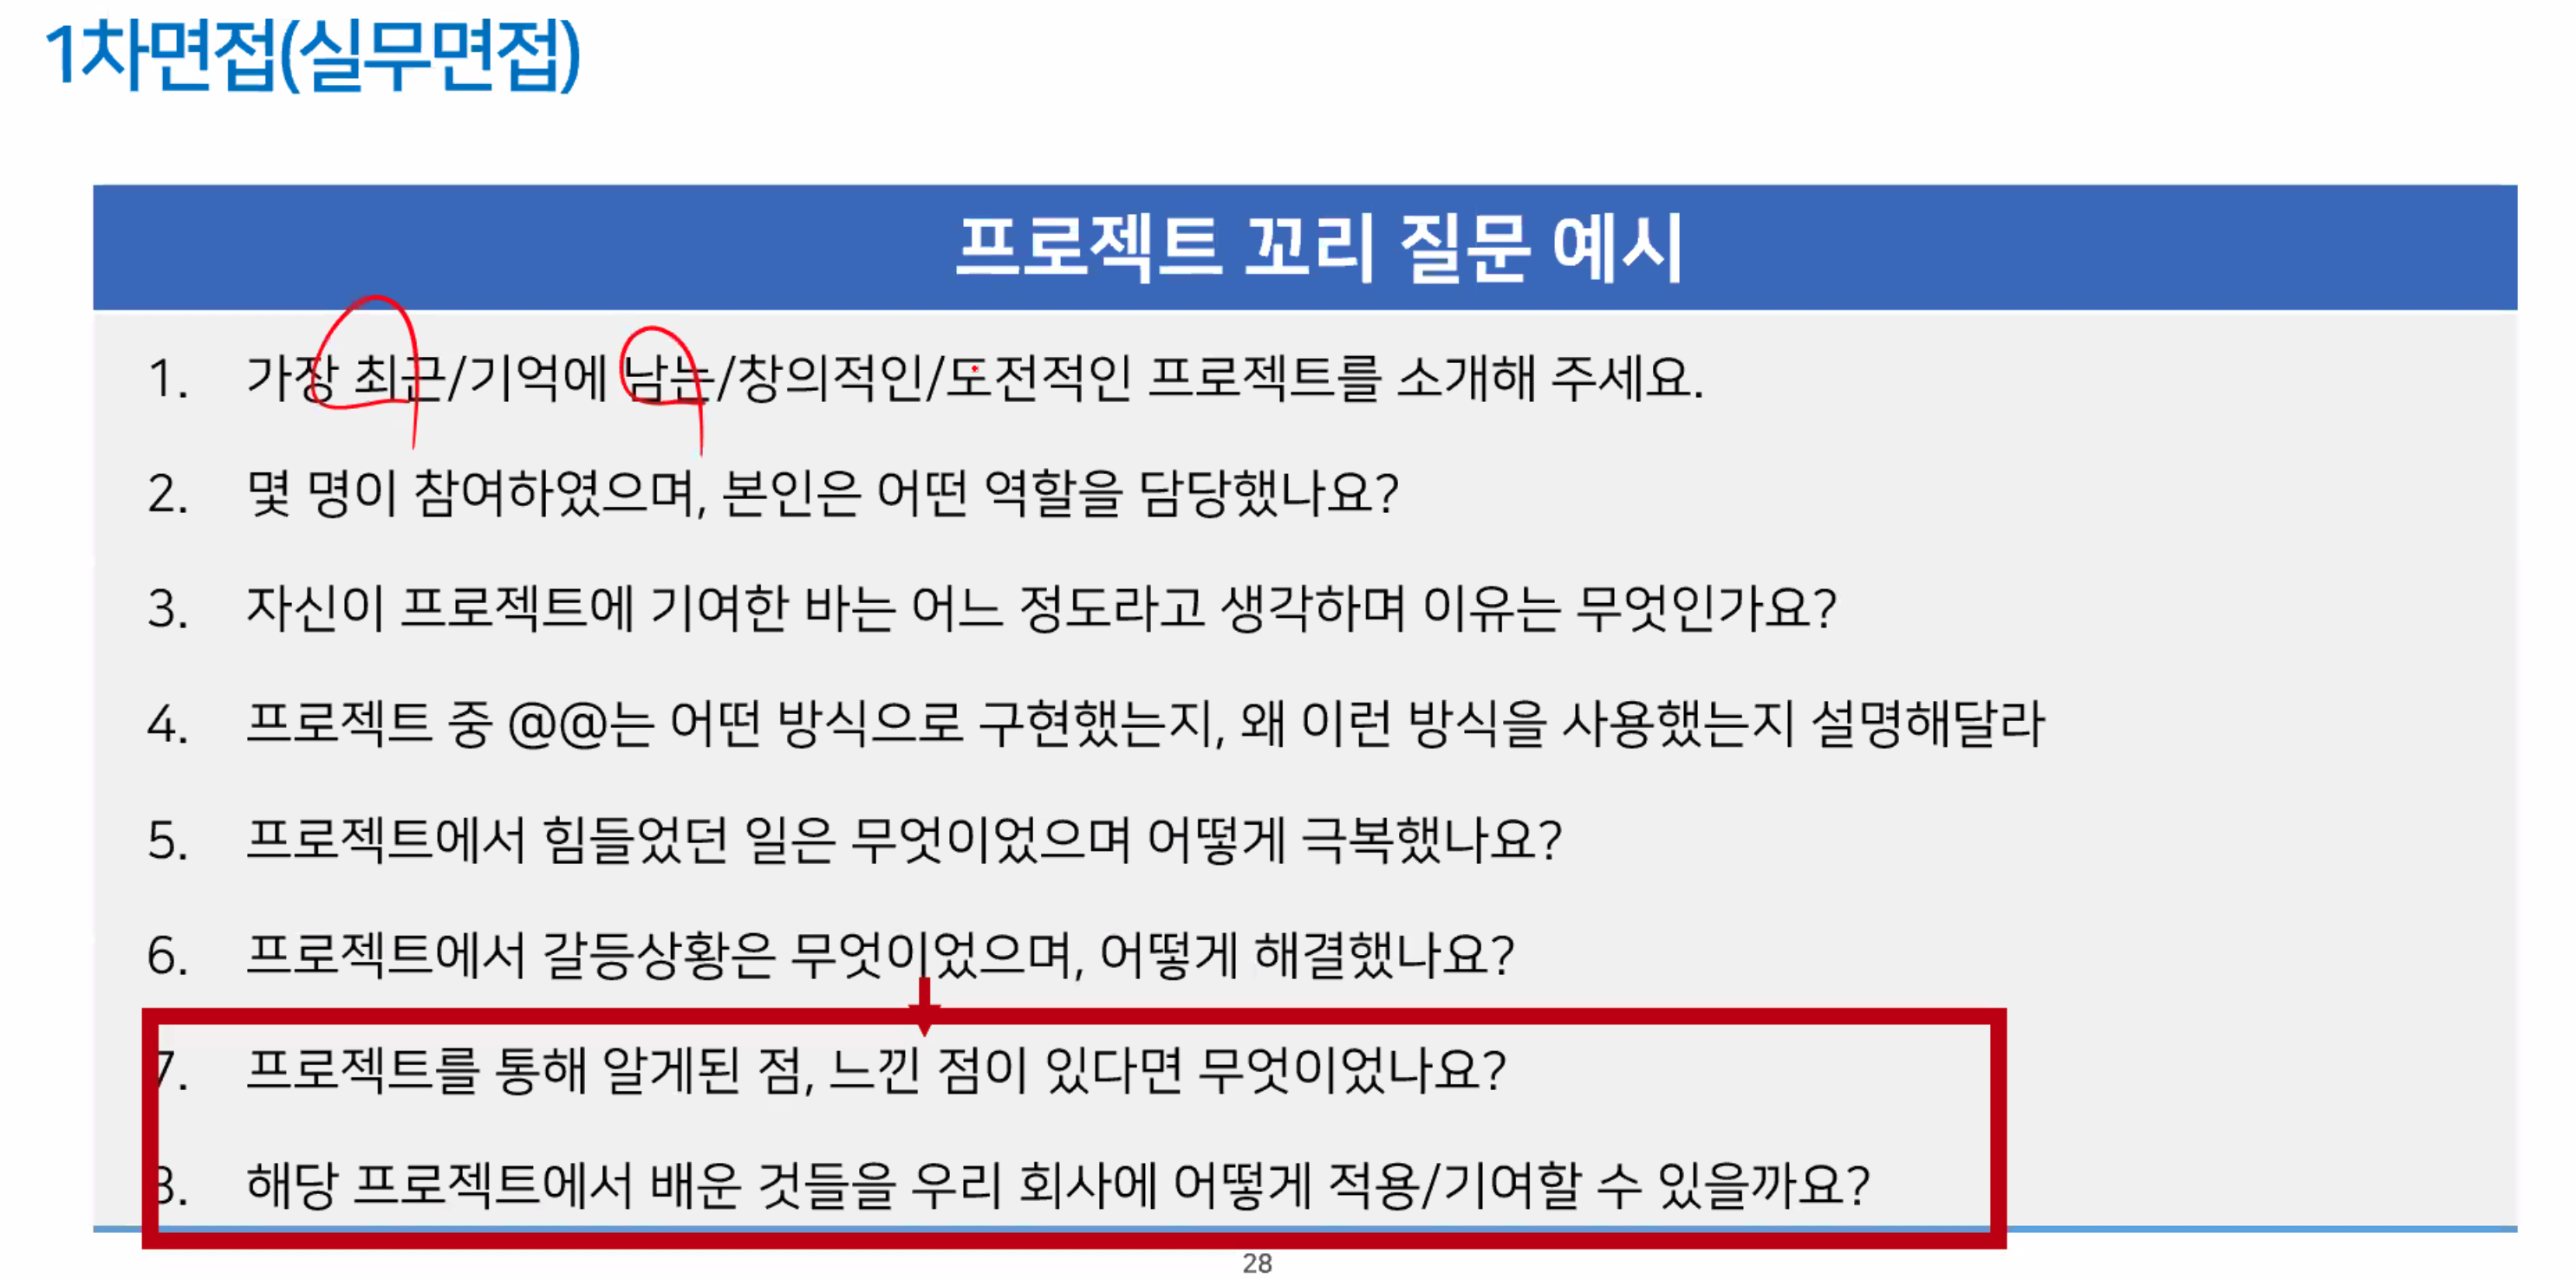 1차면접(실무면접)
프로젝트 꼬리 질문 예시
1. 가장 최근/기억에 남는/창의적인/도전적인 프로젝트를 소개해 주세요.
2. 몇 명이 참여하였으며, 본인은 어떤 역할을 담당했나요?
3. 자신이 프로젝트에 기여한 바는 어느 정도라고 생각하며 이유는 무엇인가요?
4. 프로젝트 중 @@는 어떤 방식으로 구현했는지, 왜 이런 방식을 사용했는지 설명해달라
5. 프로젝트에서 힘들었던 일은 무엇이었으며 어떻게 극복했나요?
6. 프로젝트에서 갈등상황은 무엇이었으며, 어떻게 해결했나요?
7. 프로젝트를 통해 알게된 점, 느낀 점이 있다면 무엇이었나요?
8. 해당 프로젝트에서 배운 것들을 우리 회사에 어떻게 적용/기여할 수 있을까요?
28